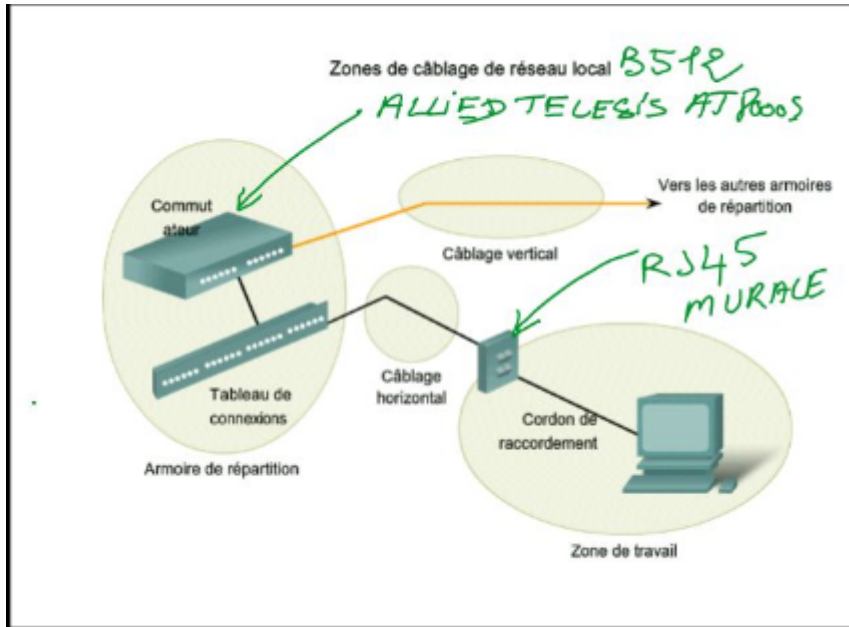 Zones de câblage de réseau local B512
ALLIED TELESIS AT8000S
Commut
ateur
Vers les autres armoires
de répartition
Câblage vertical
RJ45
MURALE
Câblage
horizontal
Tableau de
connexions
Cordon de
raccordement
Armoire de répartition
Zone de travail